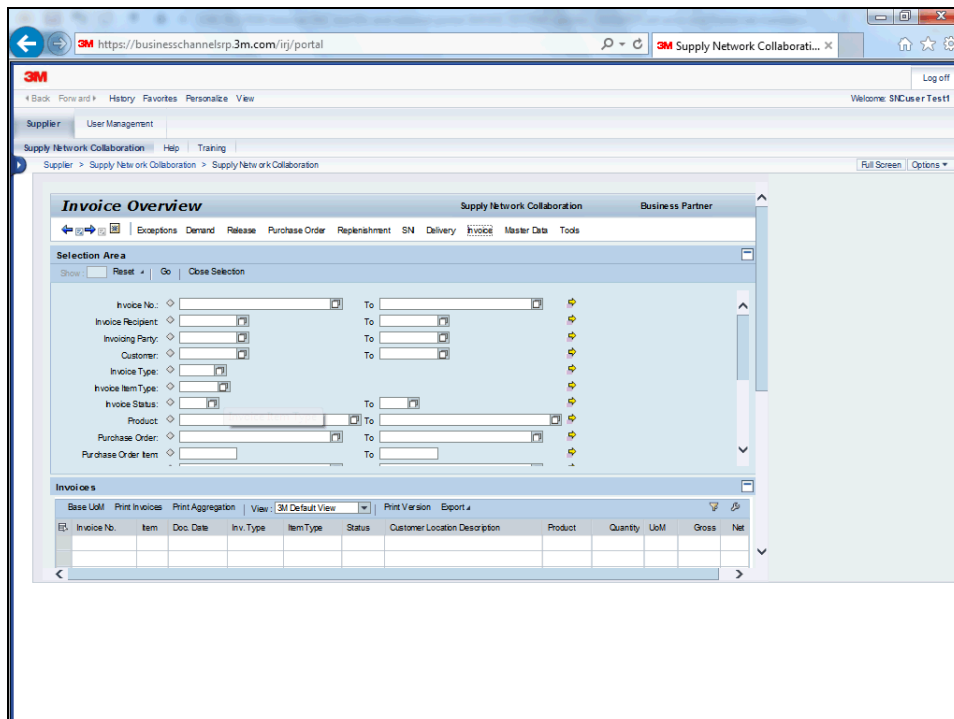 3M https://businesschannelsrp.3m.com/irj/portal
3M Supply Network Collaborati... ×
3M
Log off
Back Forward History Favorites Personalize View
Welcome: SNCuser Test1
Supplier User Management
Supply Network Collaboration Help Training
Supplier > Supply Network Collaboration > Supply Network Collaboration
Full Screen Options
Invoice Overview
Supply Network Collaboration Business Partner
Exceptions Demand Release Purchase Order Replenishment SNI Delivery Invoice Master Data Tools
Selection Area
Show: Reset Go Close Selection
Invoice No.: To
Invoice Recipient: To
Invoicing Party: To
Customer: To
Invoice Type:
Invoice Item Type:
Invoice Status: To
Product: To
Purchase Order: To
Purchase Order Item To
Invoices
Base UoM Print Invoices Print Aggregation View: 3M Default View Print Version Export
Invoice No. Item Doc. Date Inv. Type Item Type Status Customer Location Description Product Quantity UoM Gross Net